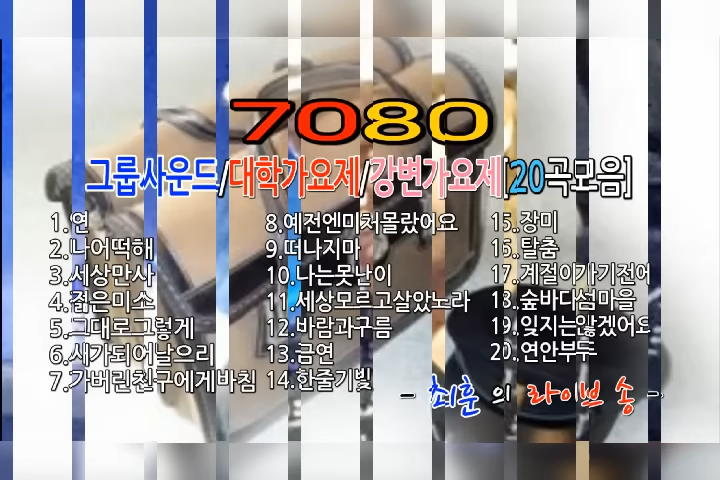 7080
그룹사운드/대학가요제/강변가요제[20곡모음]
1.연
2.나어떡해
3.세상만사
4.젊은미소
5.그대로그렇게
6.시가되어날으리
7.가버린친구에게바침
8.예전엔미처몰랐어요
9.떠나지마
10.나는못난이
11.세상모르고살았노라
12.바람과구름
13.급연
14.한줄기빛
15.장미
15.탈춤
17.계절이가기전에
18.숲바다섬마을
19.잊지는않겠어요
20.연안부두
- 최훈 의 라이브 송 -